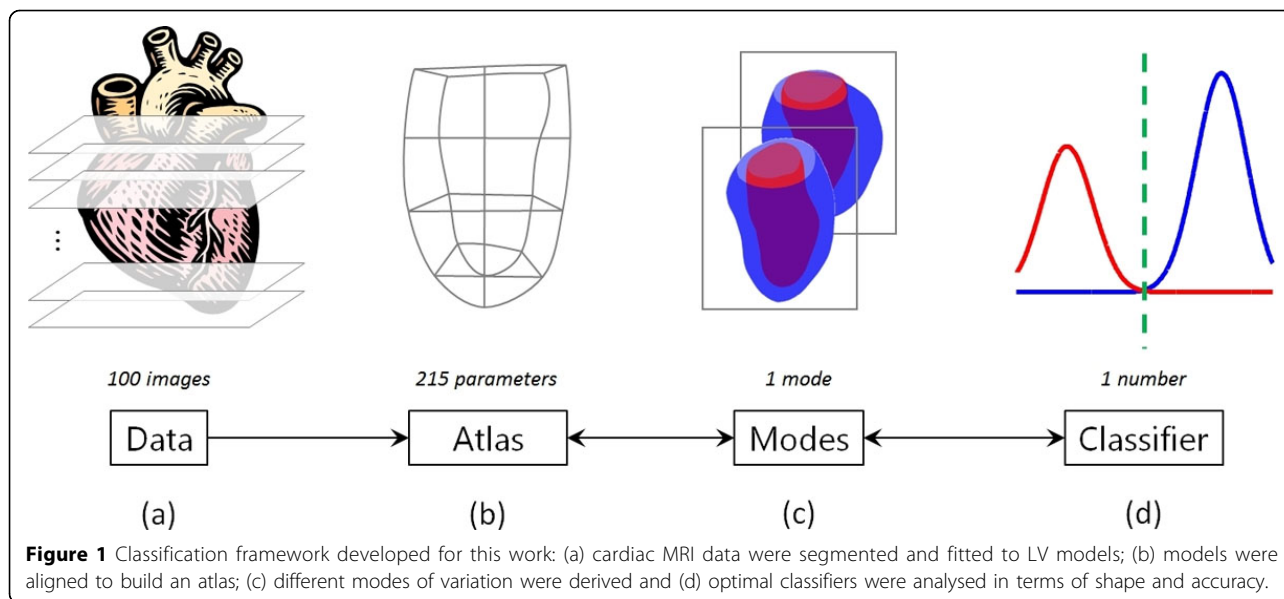 ⋮
100 images 215 parameters 1 mode 1 number
Data Atlas Modes Classifier
(a) (b) (c) (d)
Figure 1 Classification framework developed for this work: (a) cardiac MRI data were segmented and fitted to LV models; (b) models were
aligned to build an atlas; (c) different modes of variation were derived and (d) optimal classifiers were analysed in terms of shape and accuracy.